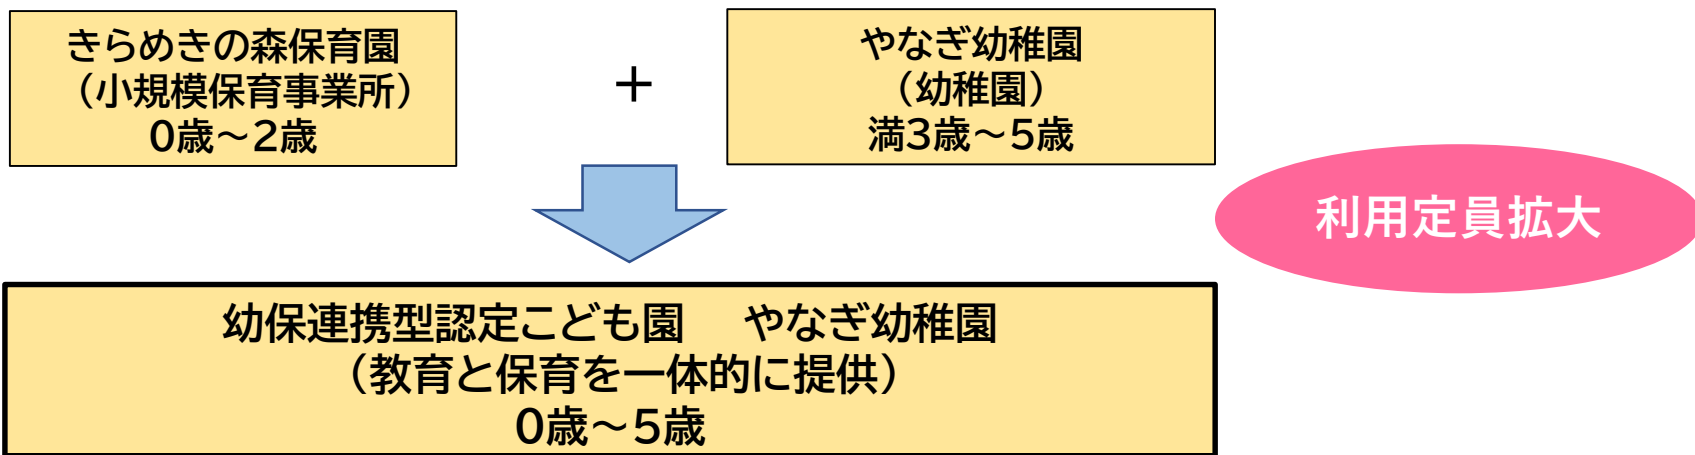 きらめきの森保育園
（小規模保育事業所）
0歳～2歳
＋
やなぎ幼稚園
（幼稚園）
満3歳～5歳
利用定員拡大
幼保連携型認定こども園　やなぎ幼稚園
（教育と保育を一体的に提供）
0歳～5歳